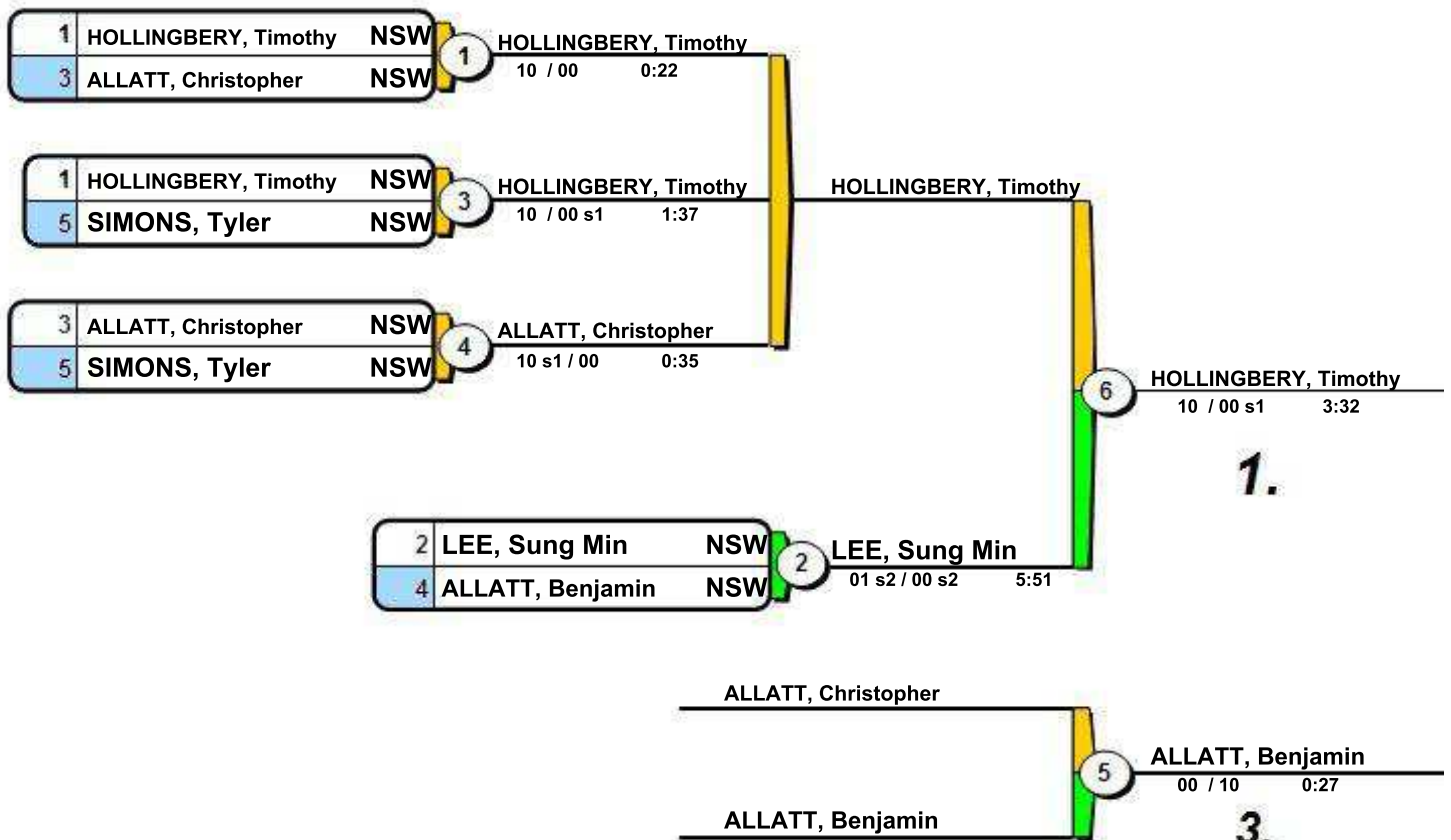 1 HOLLINGBERY, Timothy NSW
3 ALLATT, Christopher NSW
1 HOLLINGBERY, Timothy
10 / 00 0:22
1 HOLLINGBERY, Timothy NSW
5 SIMONS, Tyler NSW
3 HOLLINGBERY, Timothy
10 / 00 s1 1:37
HOLLINGBERY, Timothy
3 ALLATT, Christopher NSW
5 SIMONS, Tyler NSW
4 ALLATT, Christopher
10 s1 / 00 0:35
6 HOLLINGBERY, Timothy
10 / 00 s1 3:32
1.
2 LEE, Sung Min NSW
4 ALLATT, Benjamin NSW
2 LEE, Sung Min
01 s2 / 00 s2 5:51
ALLATT, Christopher
5 ALLATT, Benjamin
00 / 10 0:27
ALLATT, Benjamin
3.